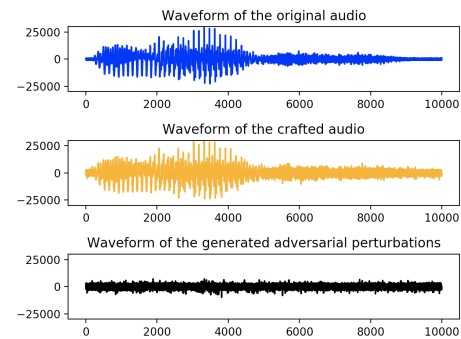 Waveform of the original audio
25000
0
−25000
0 2000 4000 6000 8000 10000
Waveform of the crafted audio
25000
0
−25000
0 2000 4000 6000 8000 10000
Waveform of the generated adversarial perturbations
25000
0
−25000
0 2000 4000 6000 8000 10000